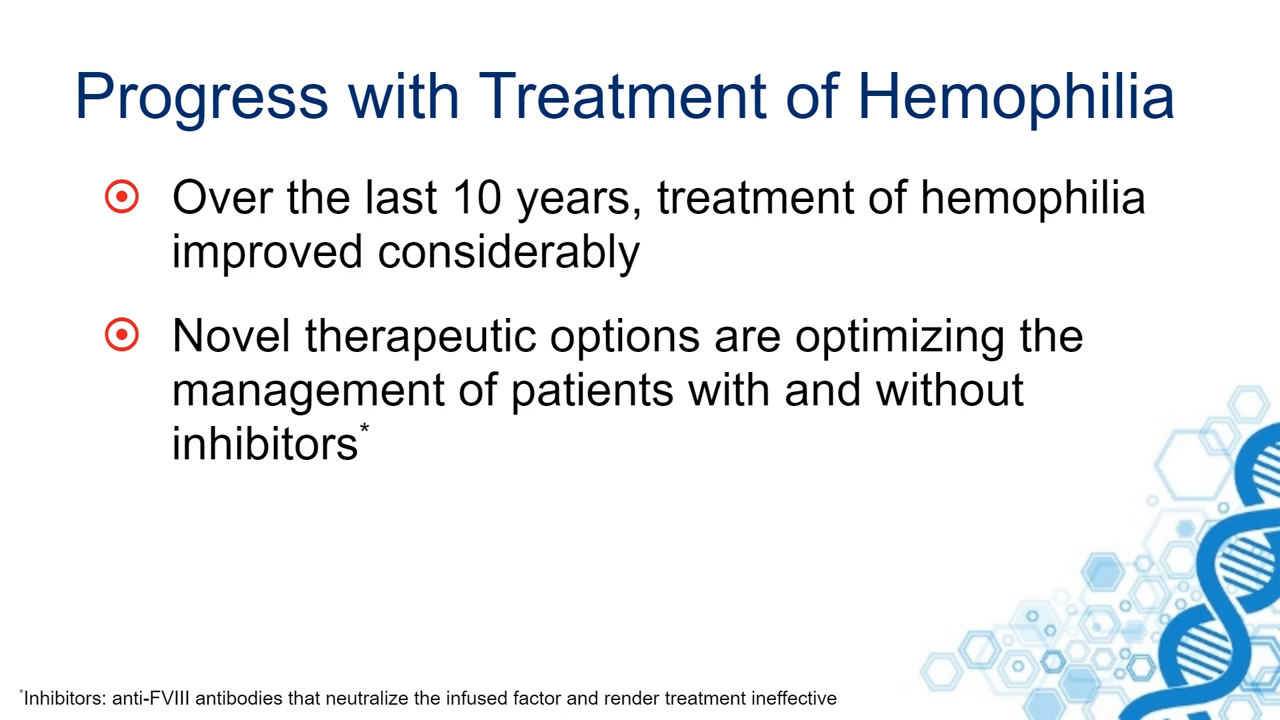 Progress with Treatment of Hemophilia
Over the last 10 years, treatment of hemophilia
improved considerably
Novel therapeutic options are optimizing the
management of patients with and without
inhibitors*
*Inhibitors: anti-FVIII antibodies that neutralize the infused factor and render treatment ineffective